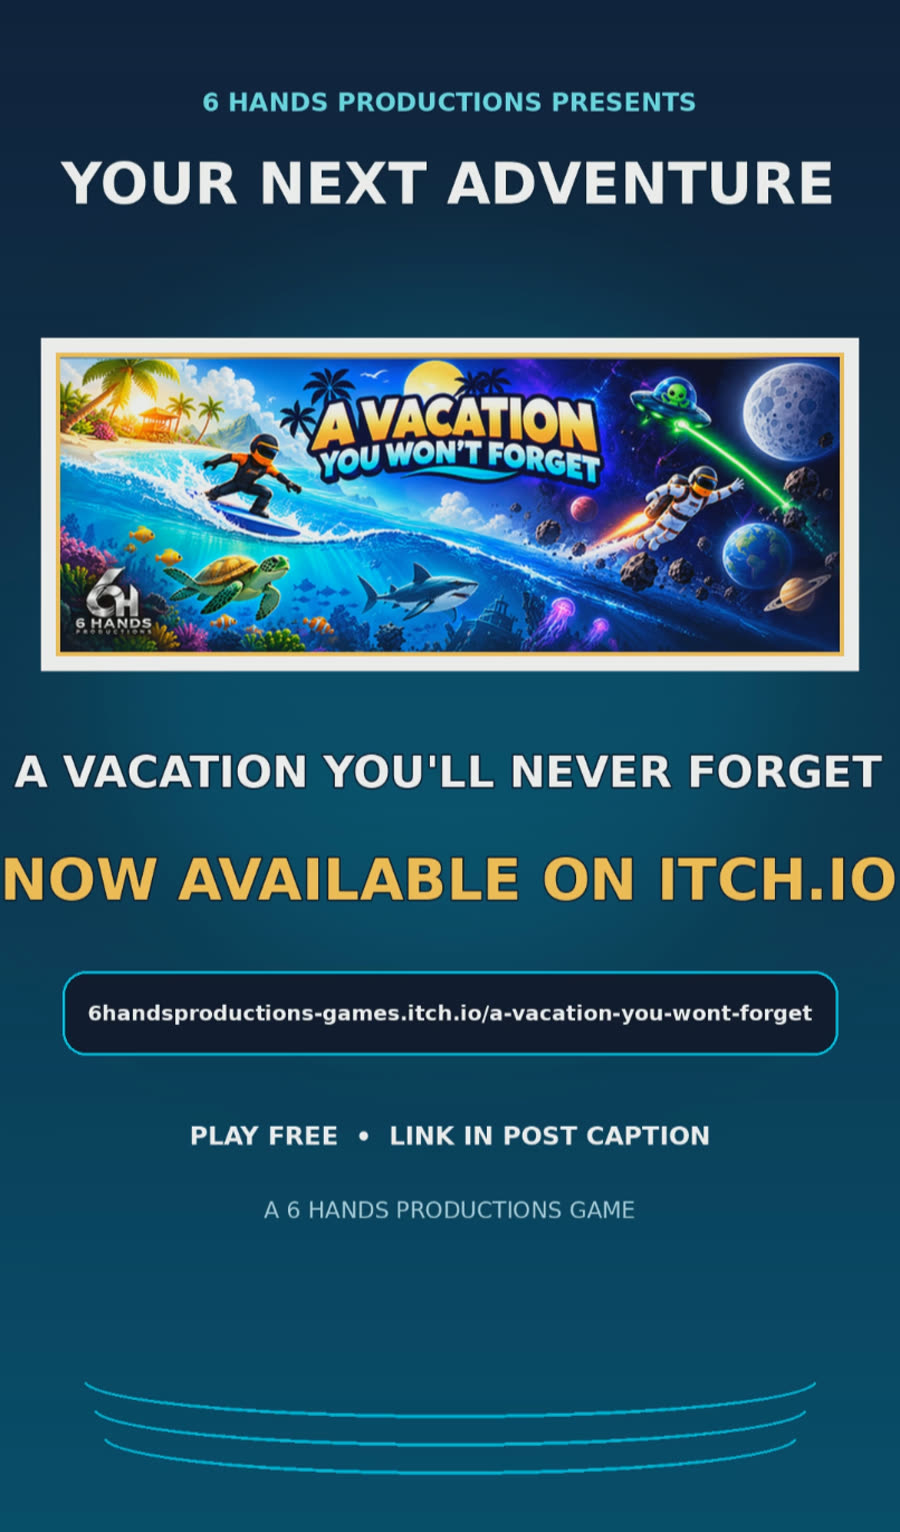 6 HANDS PRODUCTIONS PRESENTS
YOUR NEXT ADVENTURE
A VACATION
YOU WON'T FORGET
6H
6 HANDS
PRODUCTIONS
A VACATION YOU'LL NEVER FORGET
NOW AVAILABLE ON ITCH.IO
6handsproductions-games.itch.io/a-vacation-you-wont-forget
PLAY FREE • LINK IN POST CAPTION
A 6 HANDS PRODUCTIONS GAME